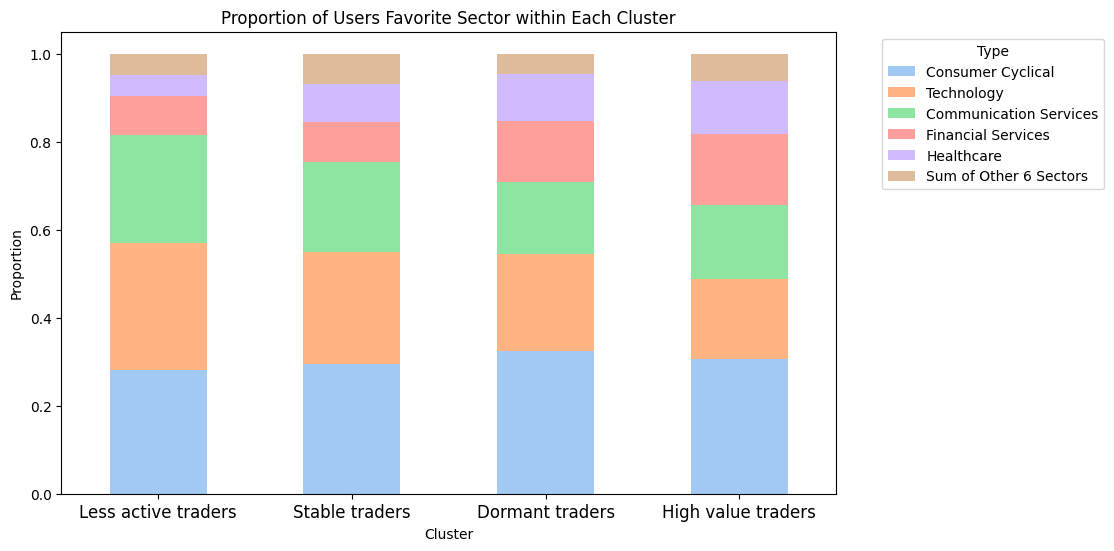 Proportion of Users Favorite Sector within Each Cluster
Proportion
1.0
0.8
0.6
0.4
0.2
0.0
Less active traders
Stable traders
Dormant traders
High value traders
Cluster
Type
Consumer Cyclical
Technology
Communication Services
Financial Services
Healthcare
Sum of Other 6 Sectors